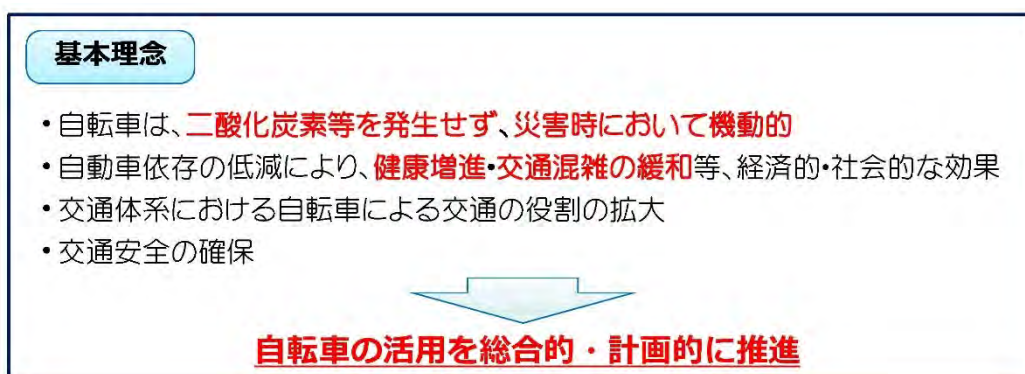 基本理念
・自転車は、二酸化炭素等を発生せず、災害時において機動的
・自動車依存の低減により、健康増進・交通混雑の緩和等、経済的・社会的な効果
・交通体系における自転車による交通の役割の拡大
・交通安全の確保
自転車の活用を総合的・計画的に推進